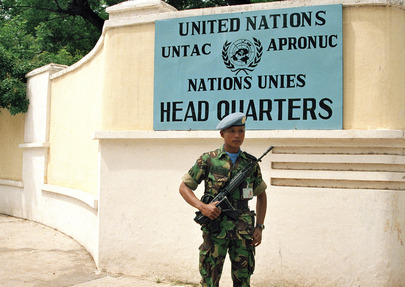 UNITED NATIONS
UNTAC APRONUC
NATIONS UNIES
HEAD QUARTERS